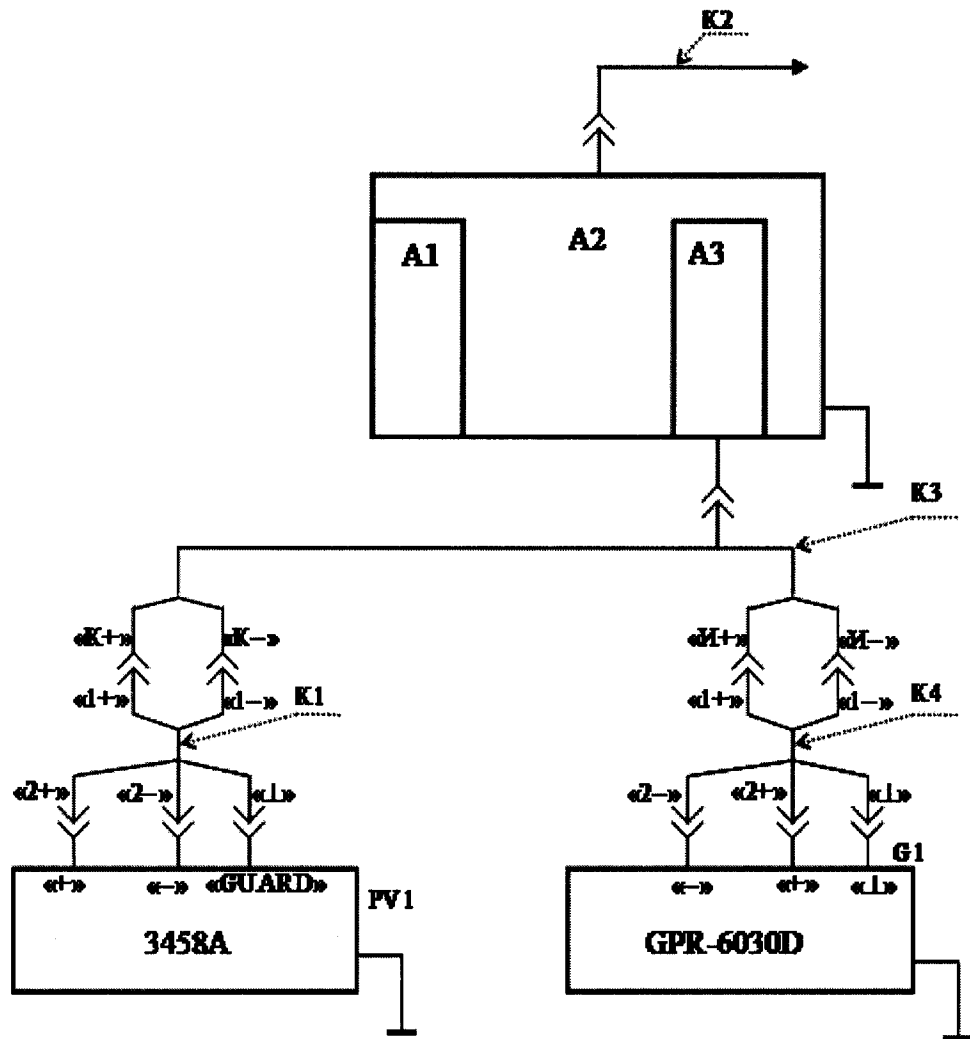 K2
A1 A2 A3
K3
«K+» «K–» «И+» «И–»
«1+» «1–» K1 «1+» «1–» K4
«2+» «2–» «⊥» «2–» «2+» «⊥»
G1
«+» «–» «GUARD» PV1 «–» «+» «⊥»
3458A GPR-6030D